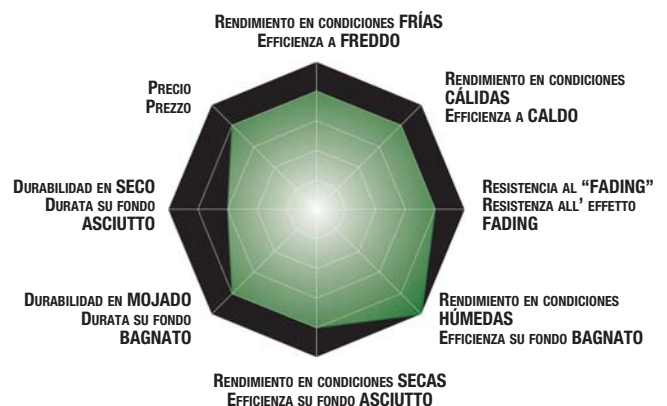 RENDIMIENTO EN CONDICIONES FRÍAS
EFFICIENZA A FREDDO
RENDIMIENTO EN CONDICIONES
CÁLIDAS
EFFICIENZA A CALDO
RESISTENCIA AL “FADING”
RESISTENZA ALL’ EFFETTO
FADING
RENDIMIENTO EN CONDICIONES
HÚMEDAS
EFFICIENZA SU FONDO BAGNATO
RENDIMIENTO EN CONDICIONES SECAS
EFFICIENZA SU FONDO ASCIUTTO
DURABILIDAD EN MOJADO
DURATA SU FONDO
BAGNATO
DURABILIDAD EN SECO
DURATA SU FONDO
ASCIUTTO
PRECIO
PREZZO